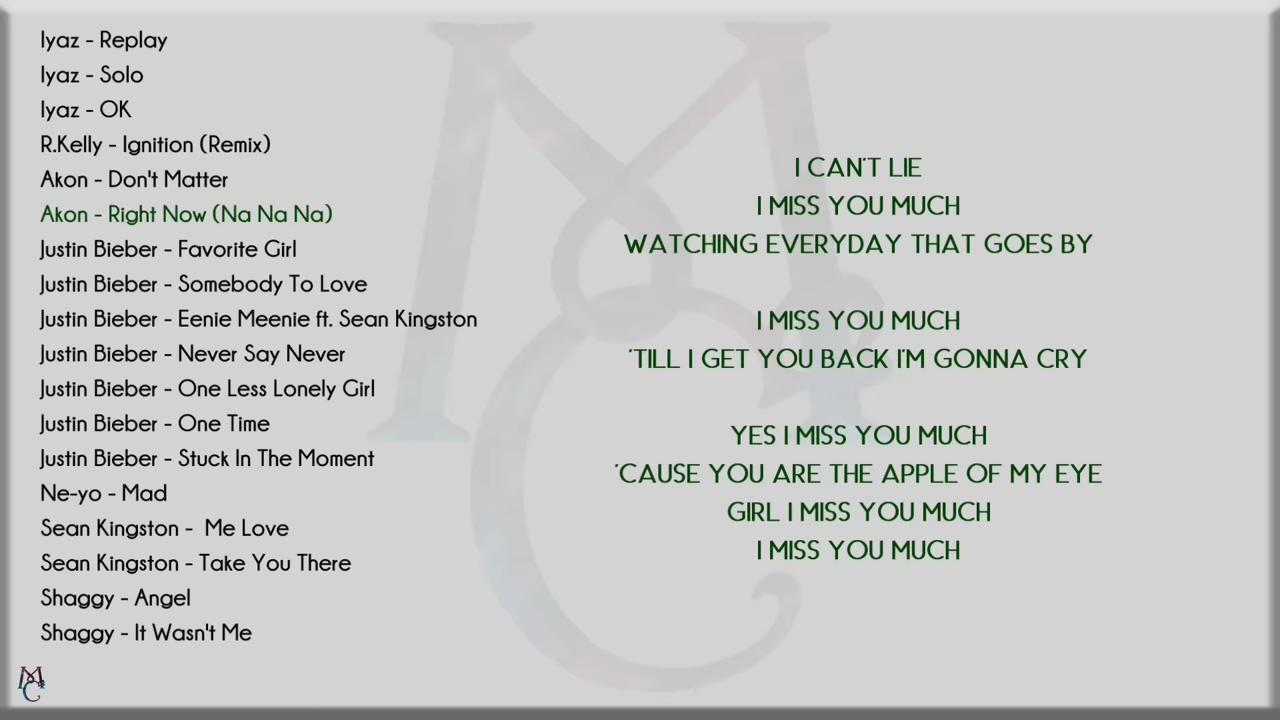 Iyaz - Replay
Iyaz - Solo
Iyaz - OK
R.Kelly - Ignition (Remix)
Akon - Don't Matter
Akon - Right Now (Na Na Na)
Justin Bieber - Favorite Girl
Justin Bieber - Somebody To Love
Justin Bieber - Eenie Meenie ft. Sean Kingston
Justin Bieber - Never Say Never
Justin Bieber - One Less Lonely Girl
Justin Bieber - One Time
Justin Bieber - Stuck In The Moment
Ne-yo - Mad
Sean Kingston -  Me Love
Sean Kingston - Take You There
Shaggy - Angel
Shaggy - It Wasn't Me
I CAN'T LIE
I MISS YOU MUCH
WATCHING EVERYDAY THAT GOES BY
I MISS YOU MUCH
'TILL I GET YOU BACK I'M GONNA CRY
YES I MISS YOU MUCH
'CAUSE YOU ARE THE APPLE OF MY EYE
GIRL I MISS YOU MUCH
I MISS YOU MUCH
MC